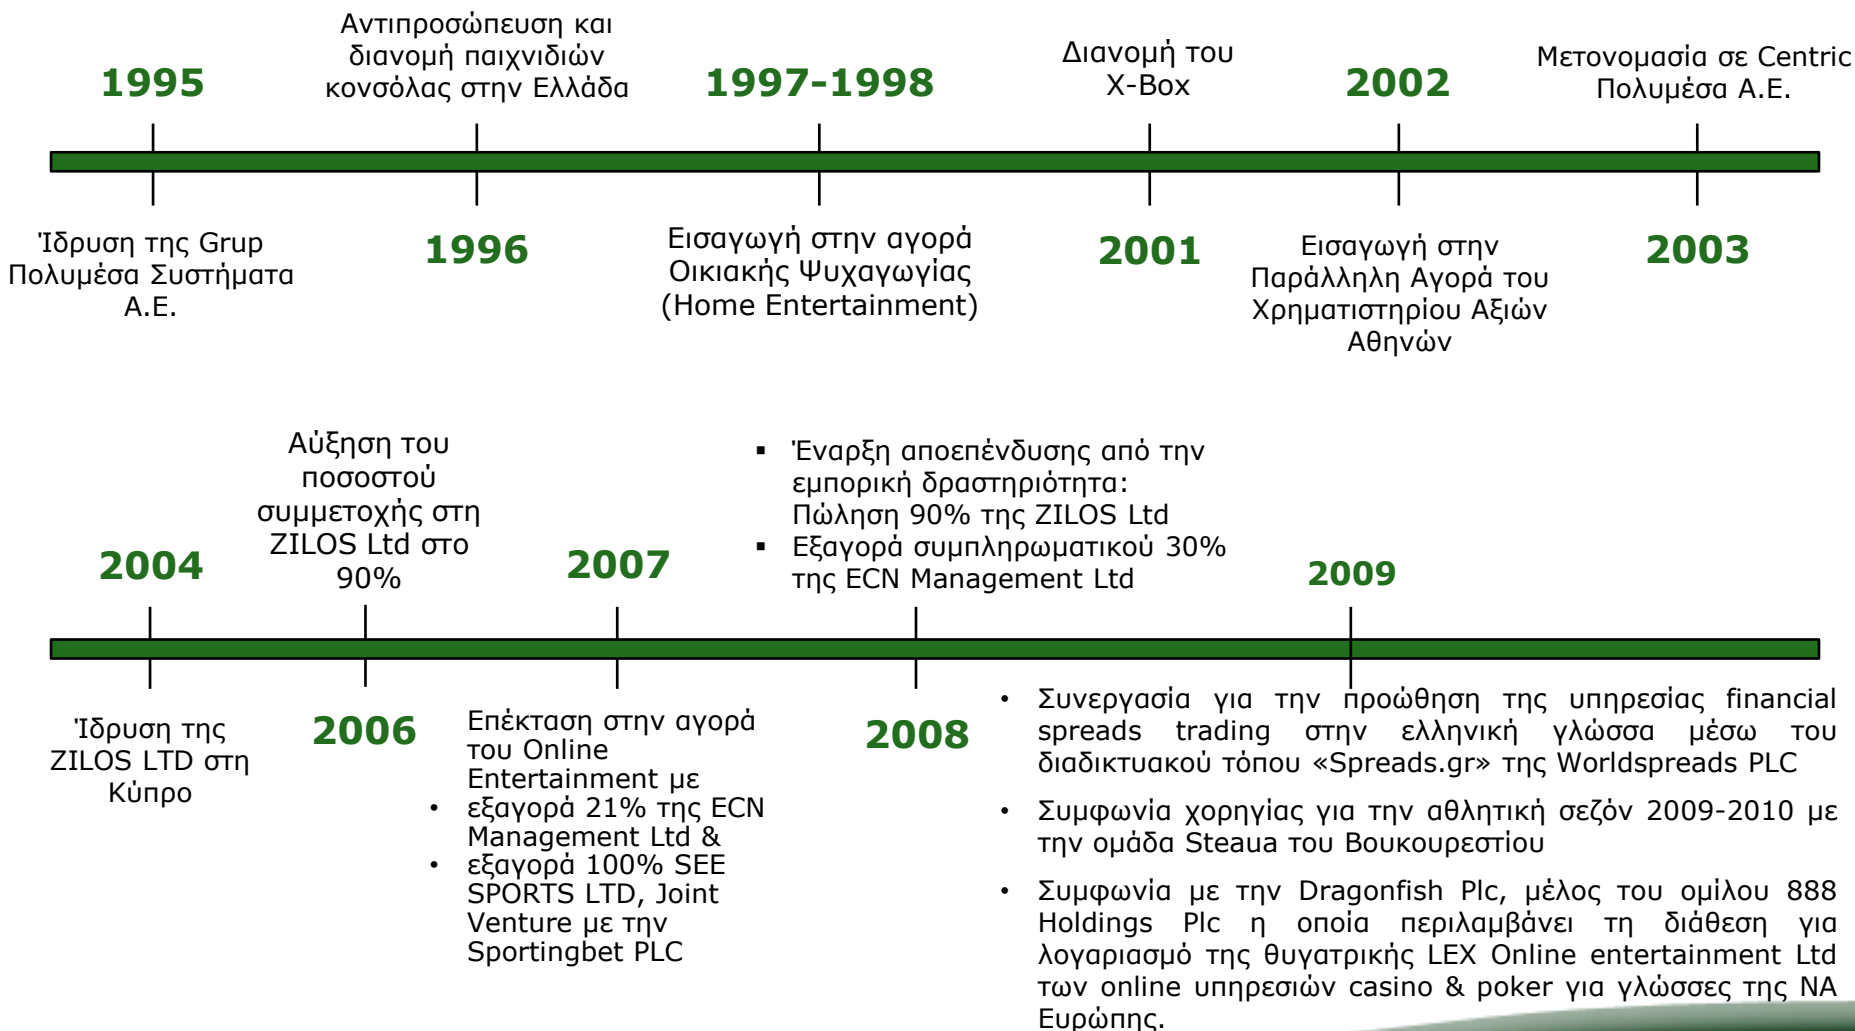 1995
Ίδρυση της Grup
Πολυμέσα Συστήματα
Α.Ε.
Αντιπροσώπευση και
διανομή παιχνιδιών
κονσόλας στην Ελλάδα
1996
1997-1998
Εισαγωγή στην αγορά
Οικιακής Ψυχαγωγίας
(Home Entertainment)
Διανομή του
X-Box
2001
2002
Εισαγωγή στην
Παράλληλη Αγορά του
Χρηματιστηρίου Αξιών
Αθηνών
Μετονομασία σε Centric
Πολυμέσα Α.Ε.
2003
2004
Ίδρυση της
ZILOS LTD στη
Κύπρο
Αύξηση του
ποσοστού
συμμετοχής στη
ZILOS Ltd στο
90%
2006
2007
Επέκταση στην αγορά
του Online
Entertainment με
• εξαγορά 21% της ECN
Management Ltd &
• εξαγορά 100% SEE
SPORTS LTD, Joint
Venture με την
Sportingbet PLC
▪ Έναρξη αποεπένδυσης από την
εμπορική δραστηριότητα:
Πώληση 90% της ZILOS Ltd
▪ Εξαγορά συμπληρωματικού 30%
της ECN Management Ltd
2008
2009
• Συνεργασία για την προώθηση της υπηρεσίας financial
spreads trading στην ελληνική γλώσσα μέσω του
διαδικτυακού τόπου «Spreads.gr» της Worldspreads PLC
• Συμφωνία χορηγίας για την αθλητική σεζόν 2009-2010 με
την ομάδα Steaua του Βουκουρεστίου
• Συμφωνία με την Dragonfish Plc, μέλος του ομίλου 888
Holdings Plc η οποία περιλαμβάνει τη διάθεση για
λογαριασμό της θυγατρικής LEX Online entertainment Ltd
των online υπηρεσιών casino & poker για γλώσσες της ΝΑ
Ευρώπης.